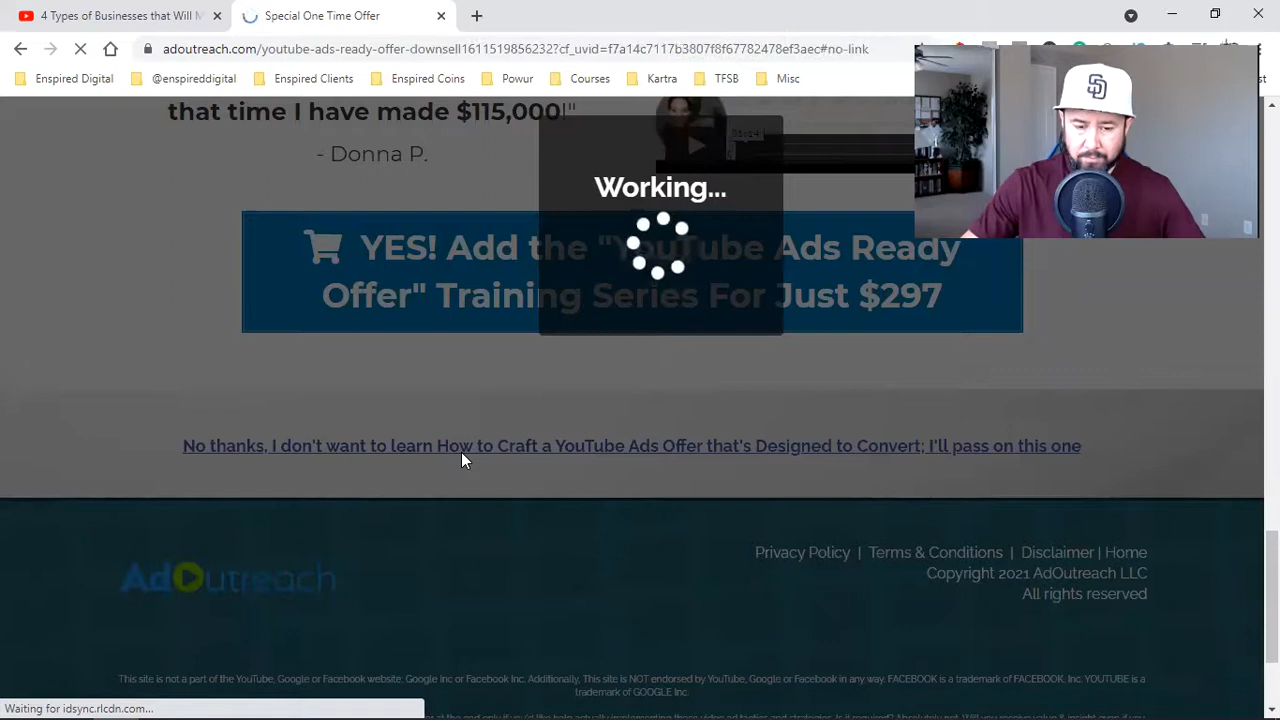 4 Types of Businesses that Will M
Special One Time Offer
adoutreach.com/youtube-ads-ready-offer-downsell1611519856232?cf_uvid=f7a14c7117b3807f8f67782478ef3aec#no-link
Enspired Digital
@enspireddigital
Enspired Clients
Enspired Coins
Powur
Courses
Kartra
TFSB
Misc
that time I have made $115,000!"
- Donna P.
Working...
YES! Add the "YouTube Ads Ready
Offer" Training Series For Just $297
No thanks, I don't want to learn How to Craft a YouTube Ads Offer that's Designed to Convert; I'll pass on this one
AdOutreach
Privacy Policy | Terms & Conditions | Disclaimer | Home
Copyright 2021 AdOutreach LLC
All rights reserved
This site is not a part of the YouTube, Google or Facebook website; Google Inc or Facebook Inc. Additionally, This site is NOT endorsed by YouTube, Google or Facebook in any way. FACEBOOK is a trademark of FACEBOOK, Inc. YOUTUBE is a
trademark of GOOGLE Inc.
Waiting for idsync.rlcdn.com...